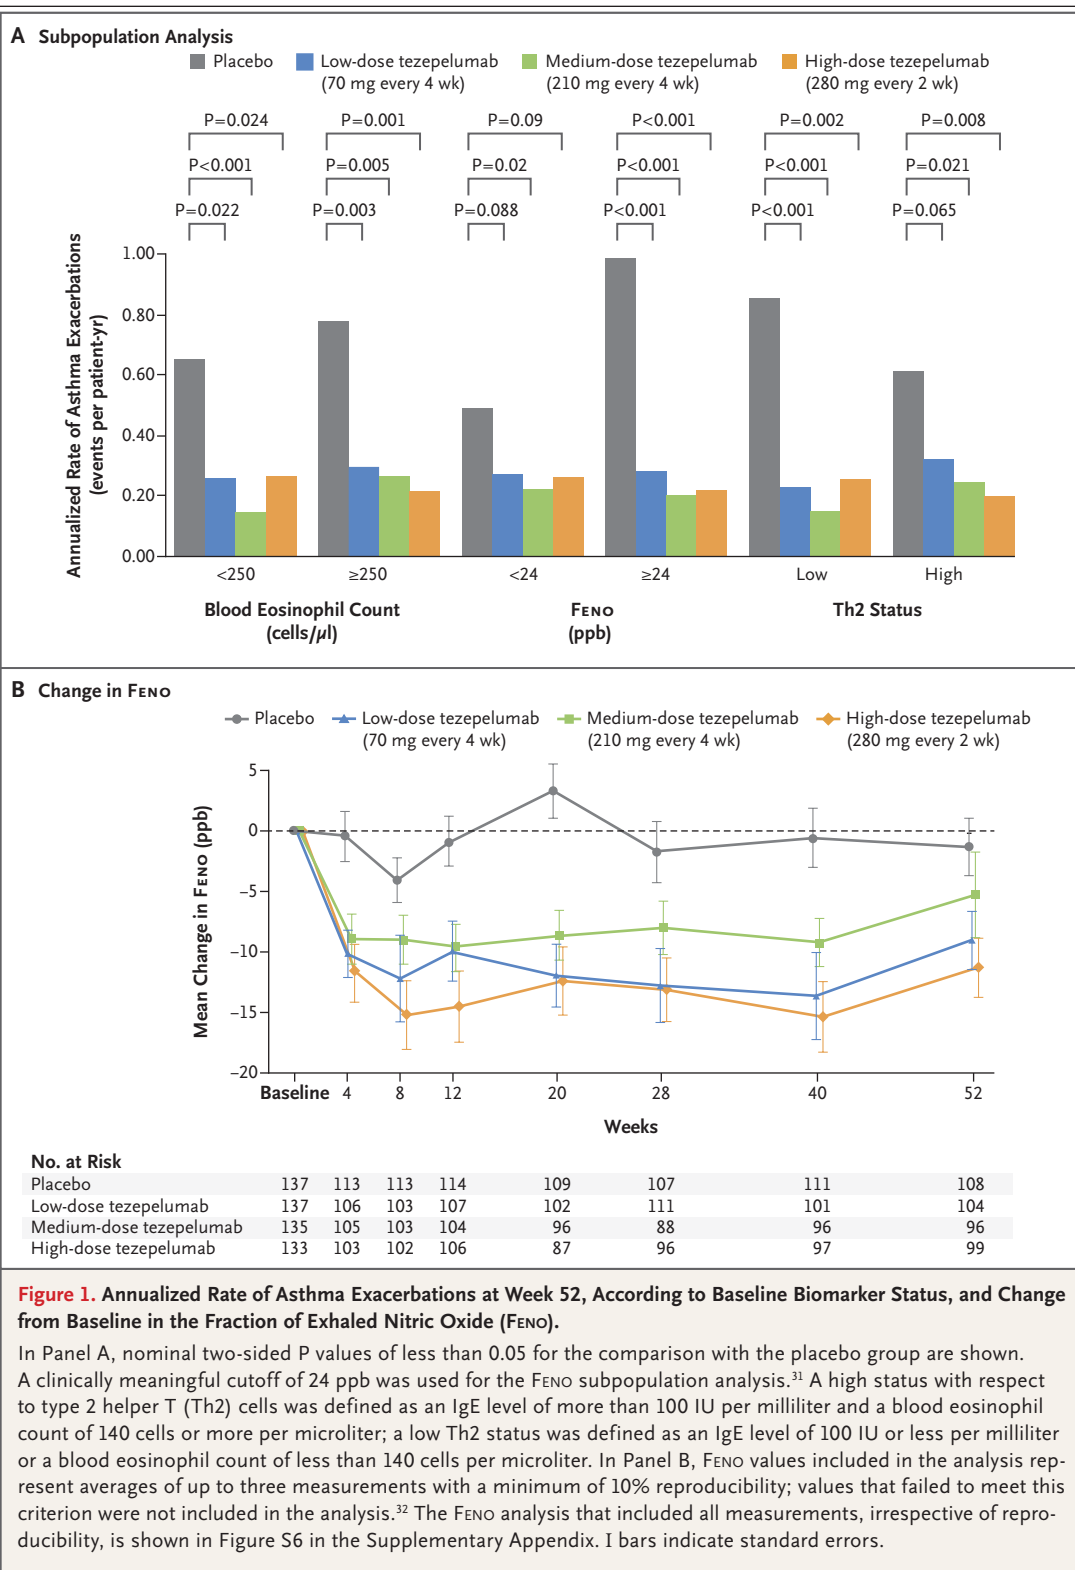 A Subpopulation Analysis
Placebo Low-dose tezepelumab Medium-dose tezepelumab High-dose tezepelumab
(70 mg every 4 wk) (210 mg every 4 wk) (280 mg every 2 wk)
P=0.024 P=0.001 P=0.09 P<0.001 P=0.002 P=0.008
P<0.001 P=0.005 P=0.02 P<0.001 P<0.001 P=0.021
P=0.022 P=0.003 P=0.088 P<0.001 P<0.001 P=0.065
Annualized Rate of Asthma Exacerbations
(events per patient-yr)
1.00
0.80
0.60
0.40
0.20
0.00
<250 ≥250 <24 ≥24 Low High
Blood Eosinophil Count FENO Th2 Status
(cells/µl) (ppb)
B Change in FENO
Placebo Low-dose tezepelumab Medium-dose tezepelumab High-dose tezepelumab
(70 mg every 4 wk) (210 mg every 4 wk) (280 mg every 2 wk)
Mean Change in FENO (ppb)
5
0
−5
−10
−15
−20
Baseline 4 8 12 20 28 40 52
Weeks
No. at Risk
Placebo 137 113 113 114 109 107 111 108
Low-dose tezepelumab 137 106 103 107 102 111 101 104
Medium-dose tezepelumab 135 105 103 104 96 88 96 96
High-dose tezepelumab 133 103 102 106 87 96 97 99
Figure 1. Annualized Rate of Asthma Exacerbations at Week 52, According to Baseline Biomarker Status, and Change
from Baseline in the Fraction of Exhaled Nitric Oxide (FENO).
In Panel A, nominal two-sided P values of less than 0.05 for the comparison with the placebo group are shown.
A clinically meaningful cutoff of 24 ppb was used for the FENO subpopulation analysis.31 A high status with respect
to type 2 helper T (Th2) cells was defined as an IgE level of more than 100 IU per milliliter and a blood eosinophil
count of 140 cells or more per microliter; a low Th2 status was defined as an IgE level of 100 IU or less per milliliter
or a blood eosinophil count of less than 140 cells per microliter. In Panel B, FENO values included in the analysis rep-
resent averages of up to three measurements with a minimum of 10% reproducibility; values that failed to meet this
criterion were not included in the analysis.32 The FENO analysis that included all measurements, irrespective of repro-
ducibility, is shown in Figure S6 in the Supplementary Appendix. I bars indicate standard errors.